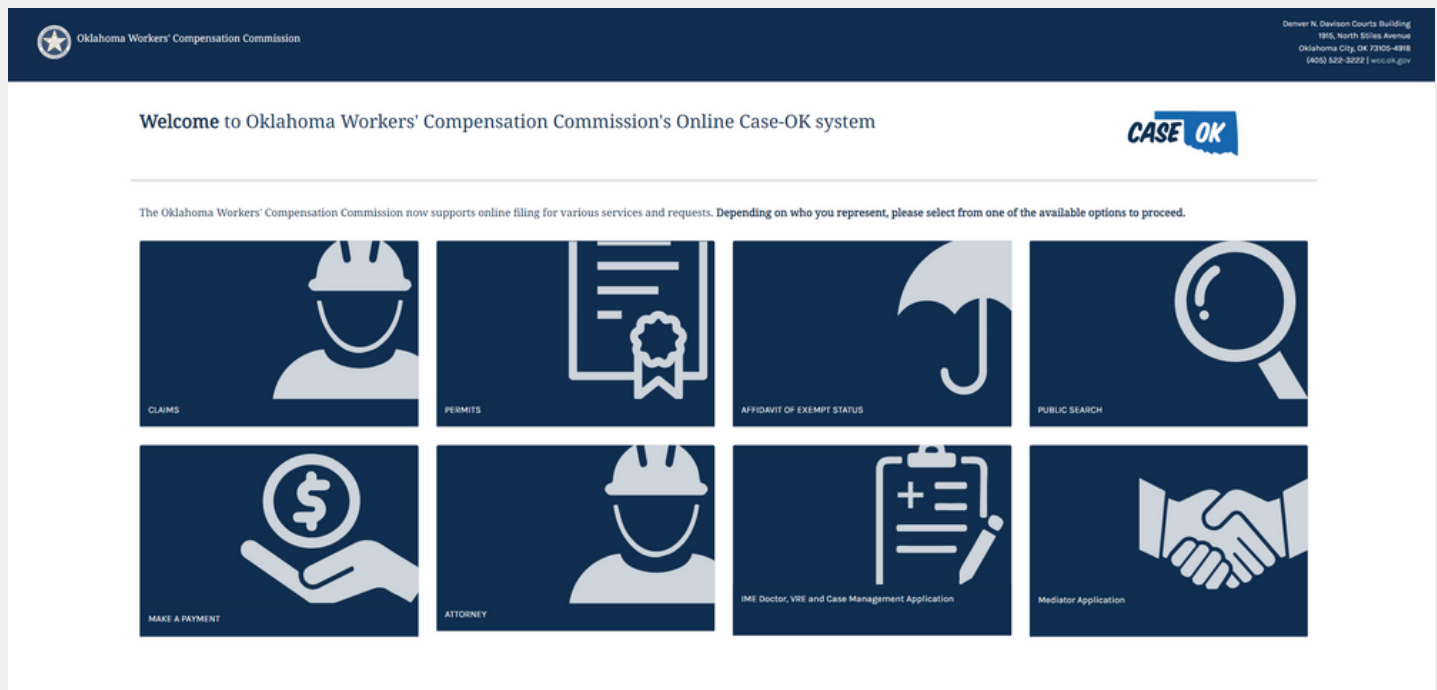 Oklahoma Workers' Compensation Commission
Denver N. Davison Courts Building
1915, North Stiles Avenue
Oklahoma City, OK 73105-4918
(405) 522-3222 | wcc.ok.gov
Welcome to Oklahoma Workers' Compensation Commission's Online Case-OK system
CASE OK
The Oklahoma Workers' Compensation Commission now supports online filing for various services and requests. Depending on who you represent, please select from one of the available options to proceed.
CLAIMS
PERMITS
AFFIDAVIT OF EXEMPT STATUS
PUBLIC SEARCH
MAKE A PAYMENT
ATTORNEY
IME Doctor, VRE and Case Management Application
Mediator Application